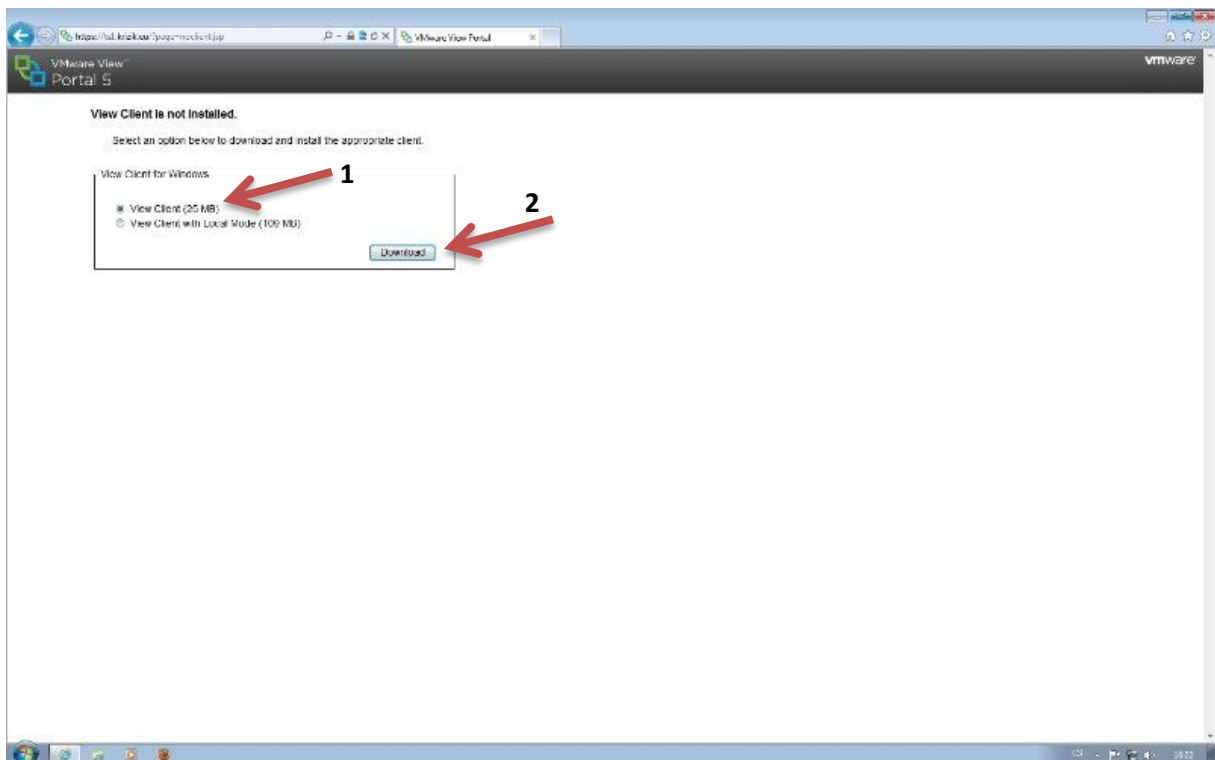 VMware View Portal
VMware View™
Portal 5
vmware
View Client is not installed.
Select an option below to download and install the appropriate client.
View Client for Windows
1
View Client (25 MB)
2
View Client with Local Mode (109 MB)
Download